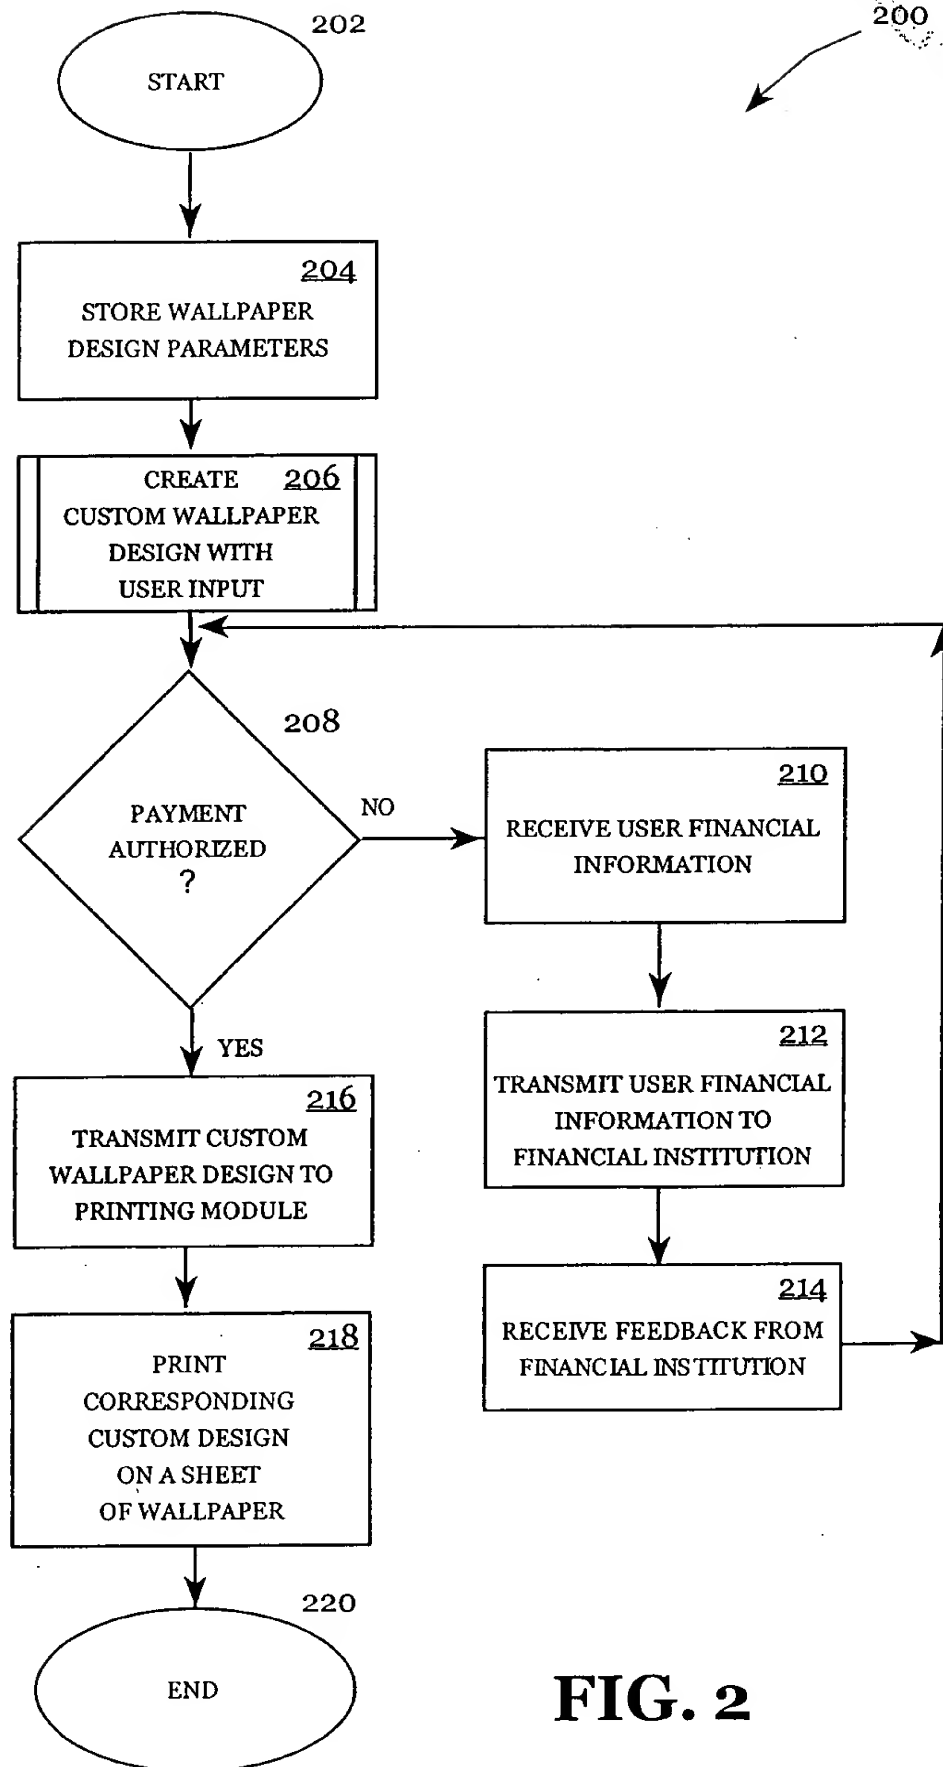 202
200
START
204
STORE WALLPAPER
DESIGN PARAMETERS
CREATE 206
CUSTOM WALLPAPER
DESIGN WITH
USER INPUT
208
PAYMENT
AUTHORIZED
?
NO
YES
210
RECEIVE USER FINANCIAL
INFORMATION
212
TRANSMIT USER FINANCIAL
INFORMATION TO
FINANCIAL INSTITUTION
214
RECEIVE FEEDBACK FROM
FINANCIAL INSTITUTION
216
TRANSMIT CUSTOM
WALLPAPER DESIGN TO
PRINTING MODULE
218
PRINT
CORRESPONDING
CUSTOM DESIGN
ON A SHEET
OF WALLPAPER
220
END
FIG. 2